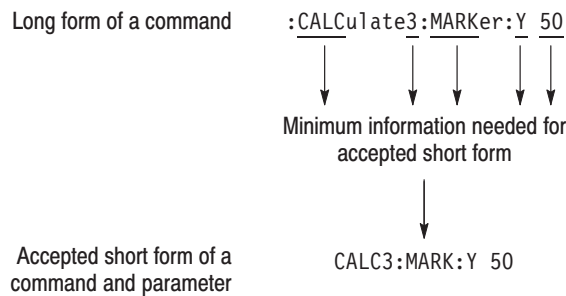 Long form of a command
:CALCulate3:MARKer:Y 50
Minimum information needed for
accepted short form
Accepted short form of a
command and parameter
CALC3:MARK:Y 50